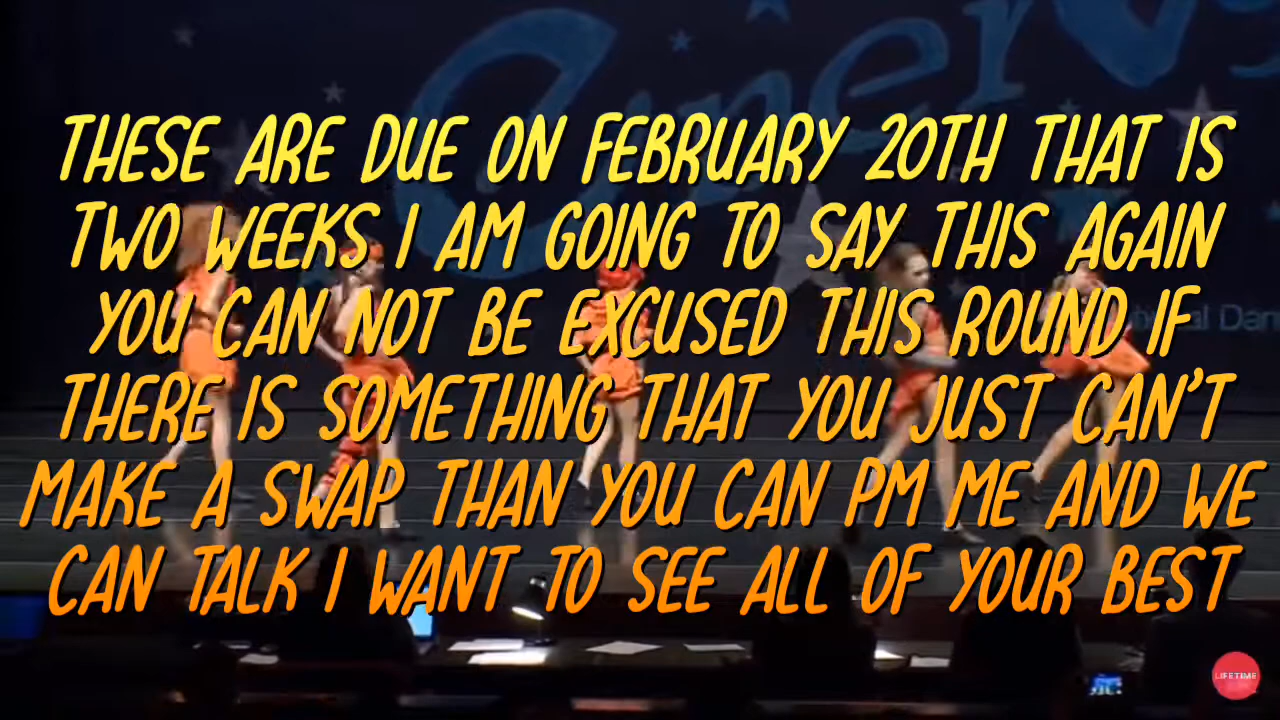 THESE ARE DUE ON FEBRUARY 20TH THAT IS
TWO WEEKS I AM GOING TO SAY THIS AGAIN
YOU CAN NOT BE EXCUSED THIS ROUND IF
THERE IS SOMETHING THAT YOU JUST CAN'T
MAKE A SWAP THAN YOU CAN PM ME AND WE
CAN TALK I WANT TO SEE ALL OF YOUR BEST
LIFETIME